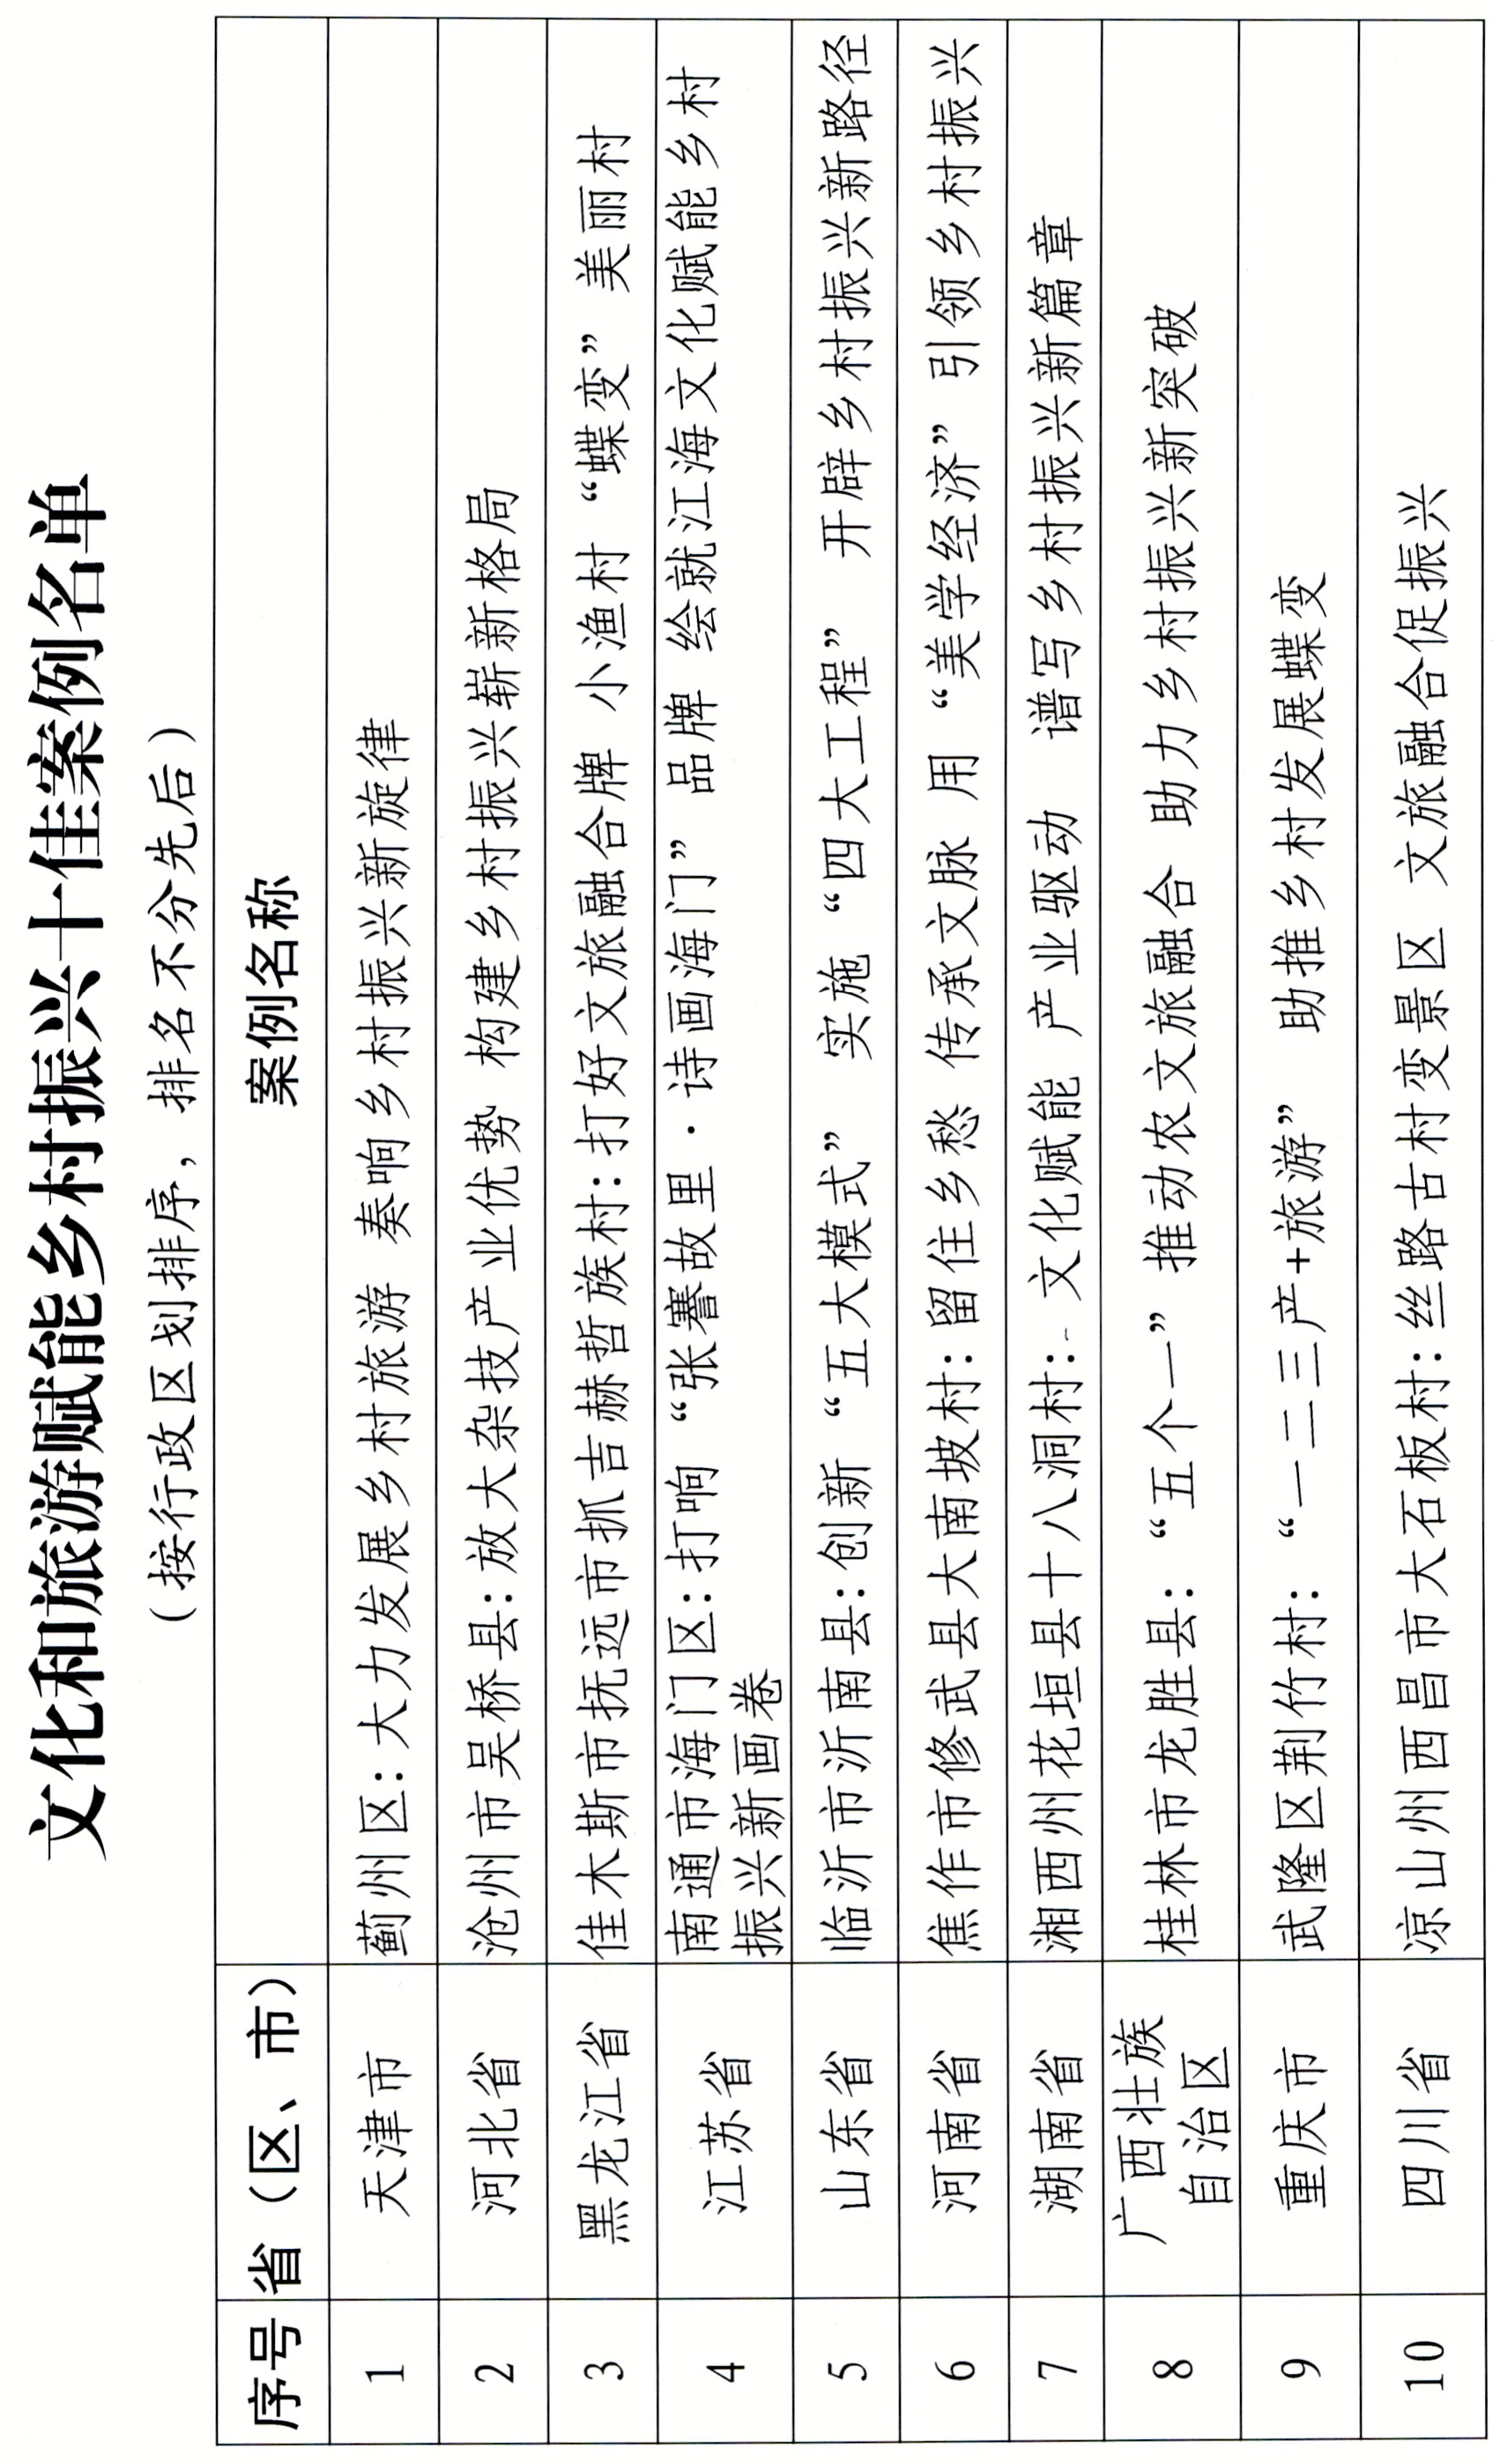 文化和旅游赋能乡村振兴十佳案例名单
（按行政区划排序，排名不分先后）
序号 省（区、市） 案例名称
1 天津市 蓟州区：大力发展乡村旅游 奏响乡村振兴新旋律
2 河北省 沧州市吴桥县：放大杂技产业优势 构建乡村振兴崭新格局
3 黑龙江省 佳木斯市抚远市抓吉赫哲族村：打好文旅融合牌 小渔村“蝶变”美丽村
4 江苏省 南通市海门区：打响“张謇故里·诗画海门”品牌 绘就江海文化赋能乡村
振兴新画卷
5 山东省 临沂市沂南县：创新“五大模式” 实施“四大工程” 开辟乡村振兴新路径
6 河南省 焦作市修武县大南坡村：留住乡愁 传承文脉 用“美学经济”引领乡村振兴
7 湖南省 湘西州花垣县十八洞村：文化赋能 产业驱动 谱写乡村振兴新篇章
8 广西壮族
自治区 桂林市龙胜县：“五个一”推动农文旅融合 助力乡村振兴新突破
9 重庆市 武隆区荆竹村：“一二三产+旅游” 助推乡村发展蝶变
10 四川省 凉山州西昌市大石板村：丝路古村变景区 文旅融合促振兴